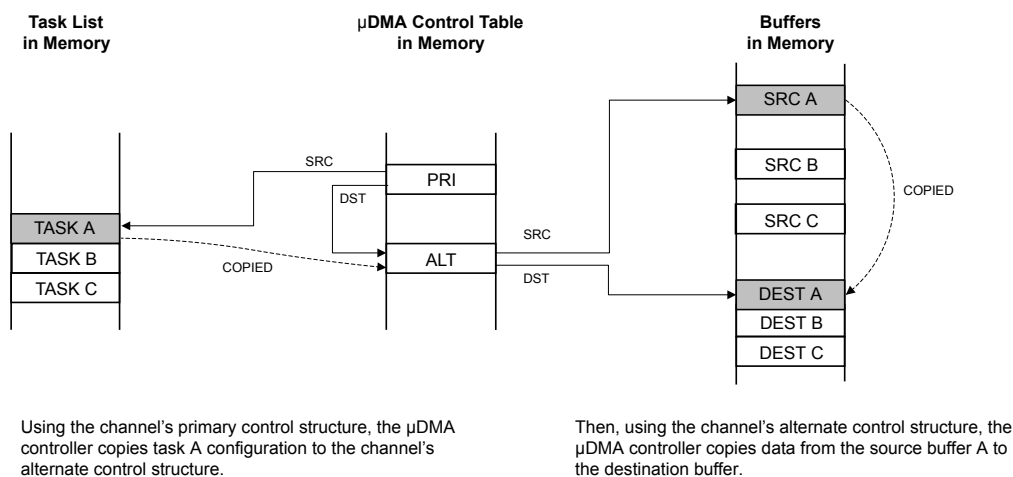 Task List
in Memory
µDMA Control Table
in Memory
Buffers
in Memory
SRC
PRI
DST
TASK A
TASK B
TASK C
COPIED
ALT
SRC
DST
SRC A
SRC B
SRC C
COPIED
DEST A
DEST B
DEST C
Using the channel's primary control structure, the µDMA
controller copies task A configuration to the channel's
alternate control structure.
Then, using the channel's alternate control structure, the
µDMA controller copies data from the source buffer A to
the destination buffer.